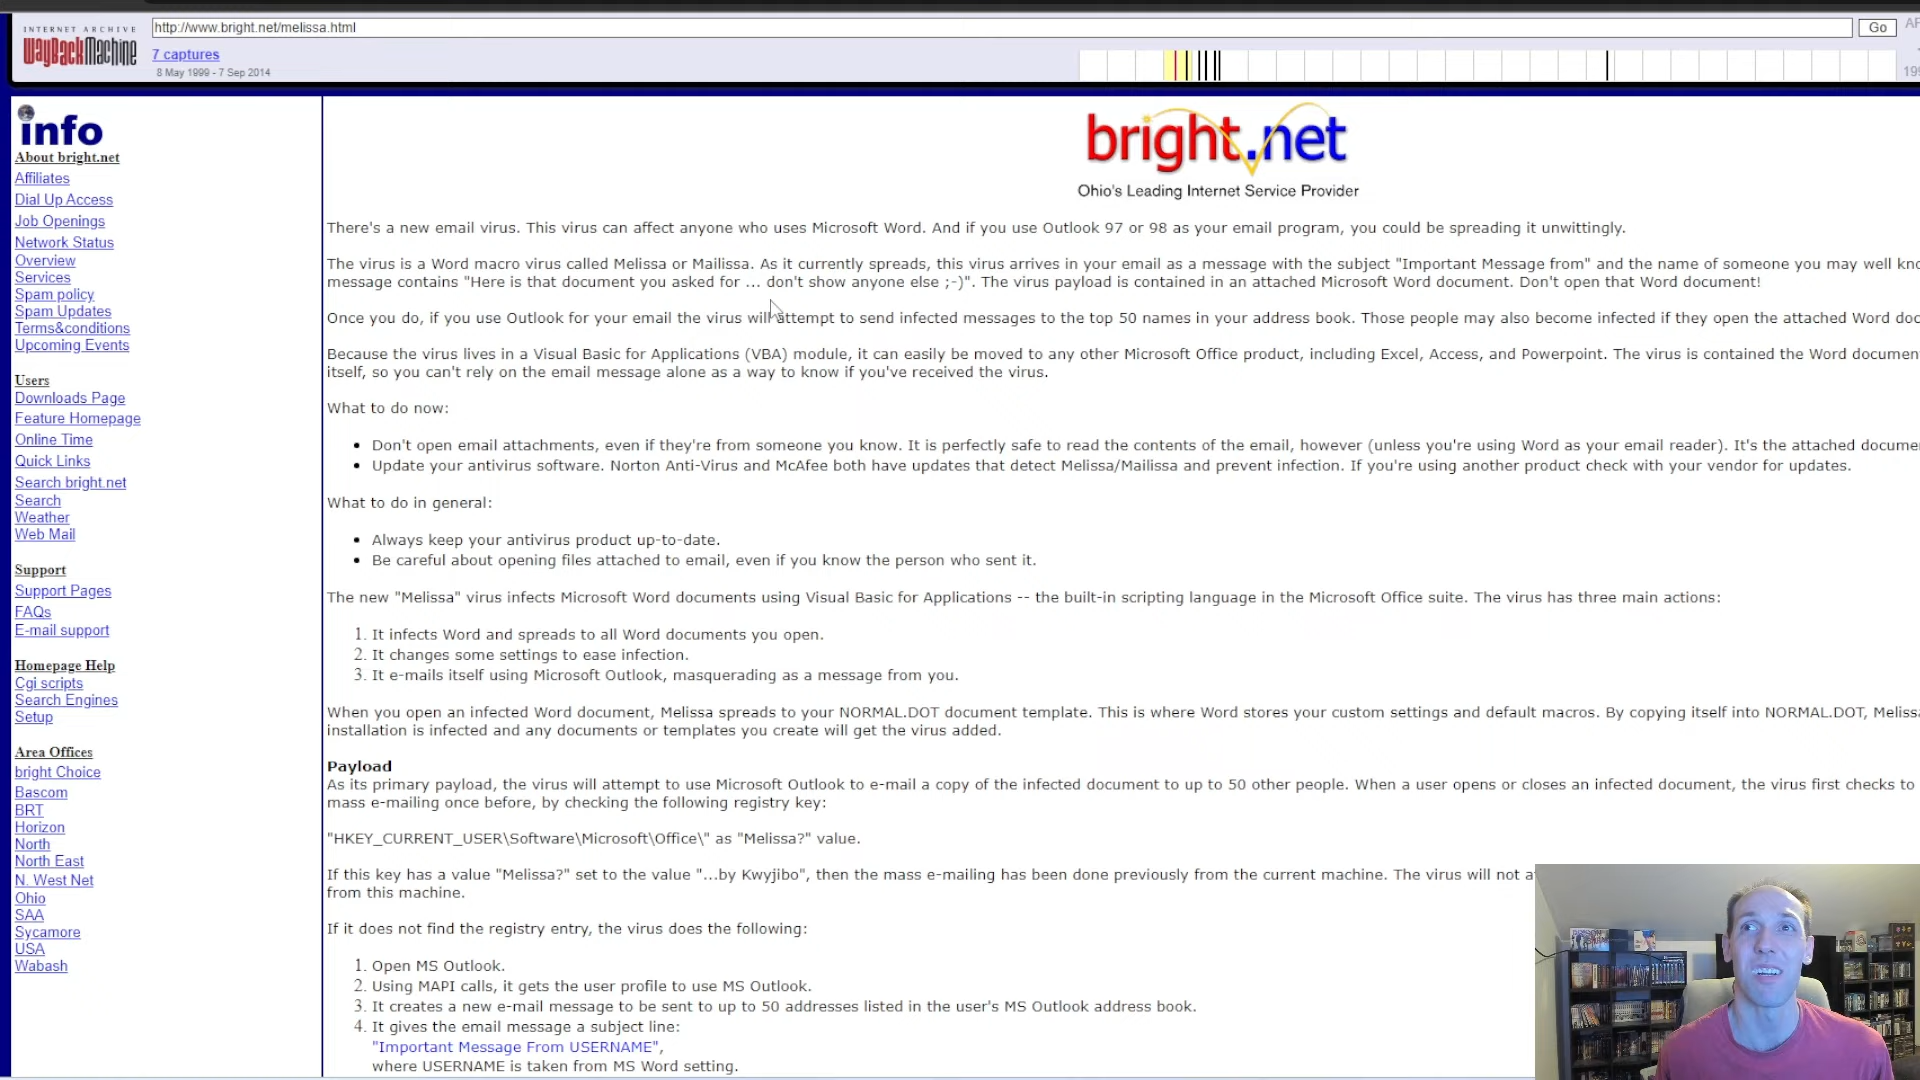 INTERNET ARCHIVE
WayBackMachine
http://www.bright.net/melissa.html
Go
7 captures
8 May 1999 - 7 Sep 2014
info
About bright.net
Affiliates
Dial Up Access
Job Openings
Network Status
Overview
Services
Spam policy
Spam Updates
Terms&conditions
Upcoming Events
Users
Downloads Page
Feature Homepage
Online Time
Quick Links
Search bright.net
Search
Weather
Web Mail
Support
Support Pages
FAQs
E-mail support
Homepage Help
Cgi scripts
Search Engines
Setup
Area Offices
bright Choice
Bascom
BRT
Horizon
North
North East
N. West Net
Ohio
SAA
Sycamore
USA
Wabash
bright.net
Ohio's Leading Internet Service Provider
There's a new email virus. This virus can affect anyone who uses Microsoft Word. And if you use Outlook 97 or 98 as your email program, you could be spreading it unwittingly.
The virus is a Word macro virus called Melissa or Mailissa. As it currently spreads, this virus arrives in your email as a message with the subject "Important Message from" and the name of someone you may well
message contains "Here is that document you asked for ... don't show anyone else ;-)". The virus payload is contained in an attached Microsoft Word document. Don't open that Word document!
Once you do, if you use Outlook for your email the virus will attempt to send infected messages to the top 50 names in your address book. Those people may also become infected if they open the attached Word
Because the virus lives in a Visual Basic for Applications (VBA) module, it can easily be moved to any other Microsoft Office product, including Excel, Access, and Powerpoint. The virus is contained the Word
itself, so you can't rely on the email message alone as a way to know if you've received the virus.
What to do now:
• Don't open email attachments, even if they're from someone you know. It is perfectly safe to read the contents of the email, however (unless you're using Word as your email reader). It's the attached
• Update your antivirus software. Norton Anti-Virus and McAfee both have updates that detect Melissa/Mailissa and prevent infection. If you're using another product check with your vendor for updates.
What to do in general:
• Always keep your antivirus product up-to-date.
• Be careful about opening files attached to email, even if you know the person who sent it.
The new "Melissa" virus infects Microsoft Word documents using Visual Basic for Applications -- the built-in scripting language in the Microsoft Office suite. The virus has three main actions:
1. It infects Word and spreads to all Word documents you open.
2. It changes some settings to ease infection.
3. It e-mails itself using Microsoft Outlook, masquerading as a message from you.
When you open an infected Word document, Melissa spreads to your NORMAL.DOT document template. This is where Word stores your custom settings and default macros. By copying itself into NORMAL.DOT,
installation is infected and any documents or templates you create will get the virus added.
Payload
As its primary payload, the virus will attempt to use Microsoft Outlook to e-mail a copy of the infected document to up to 50 other people. When a user opens or closes an infected document, the virus first checks to
mass e-mailing once before, by checking the following registry key:
"HKEY_CURRENT_USER\Software\Microsoft\Office\" as "Melissa?" value.
If this key has a value "Melissa?" set to the value "...by Kwyjibo", then the mass e-mailing has been done previously from the current machine. The virus will not
from this machine.
If it does not find the registry entry, the virus does the following:
1. Open MS Outlook.
2. Using MAPI calls, it gets the user profile to use MS Outlook.
3. It creates a new e-mail message to be sent to up to 50 addresses listed in the user's MS Outlook address book.
4. It gives the email message a subject line:
"Important Message From USERNAME",
where USERNAME is taken from MS Word setting.